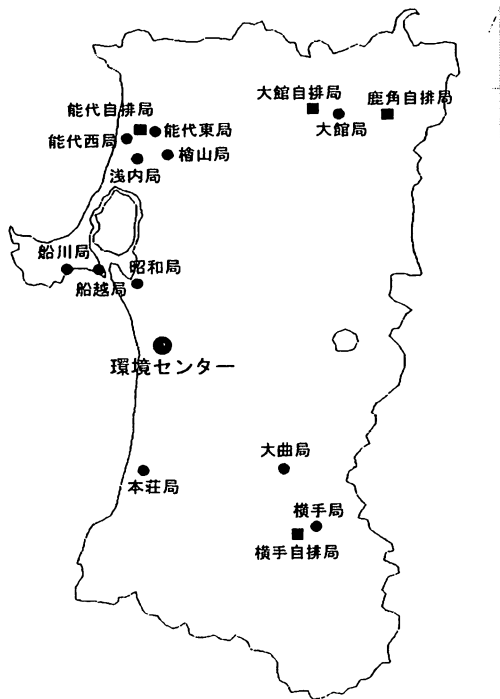 大館自排局
鹿角自排局
能代自排局
能代東局
大館局
能代西局
檜山局
浅内局
船川局
昭和局
船越局
環境センター
大曲局
本荘局
横手局
横手自排局